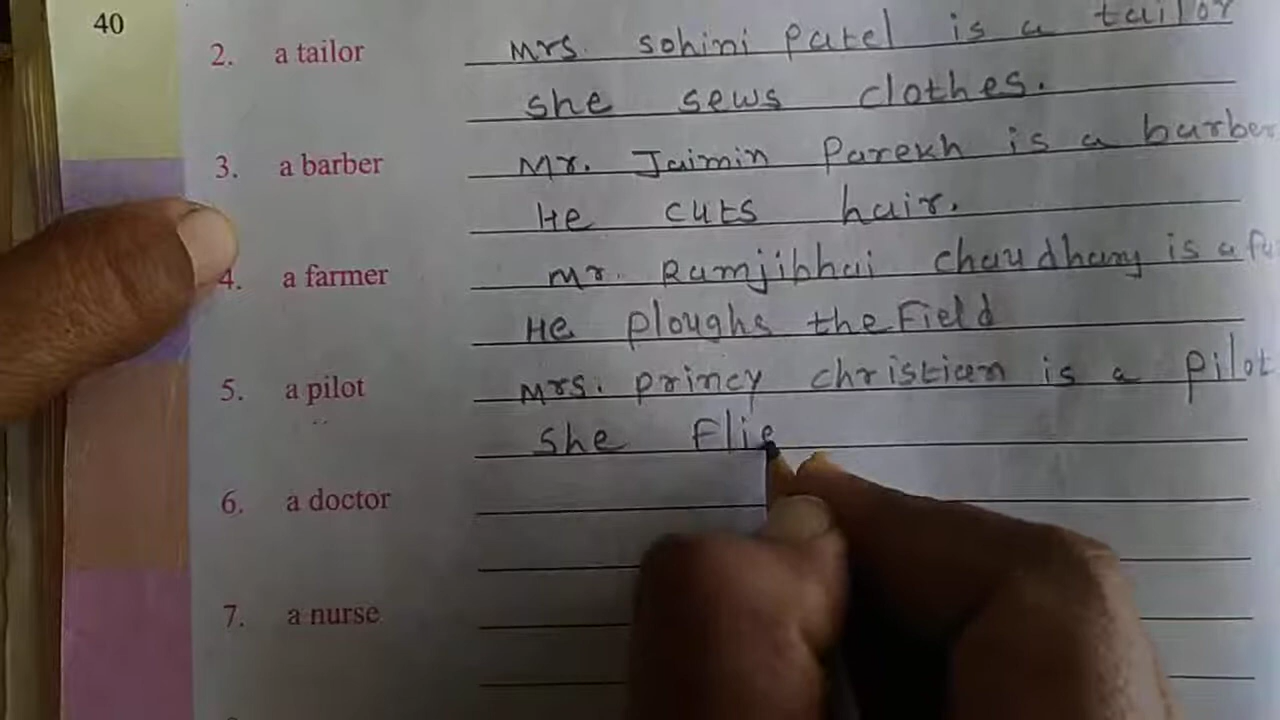 40
2. a tailor Mrs. Sohini Patel is a tailor
She sews clothes.
3. a barber Mr. Jaimin Parekh is a barber
He cuts hair.
4. a farmer Mr. Ramjibhai Chaudhary is a fa
He ploughs the Field
5. a pilot Mrs. princy christian is a pilot
She Flie
6. a doctor
7. a nurse